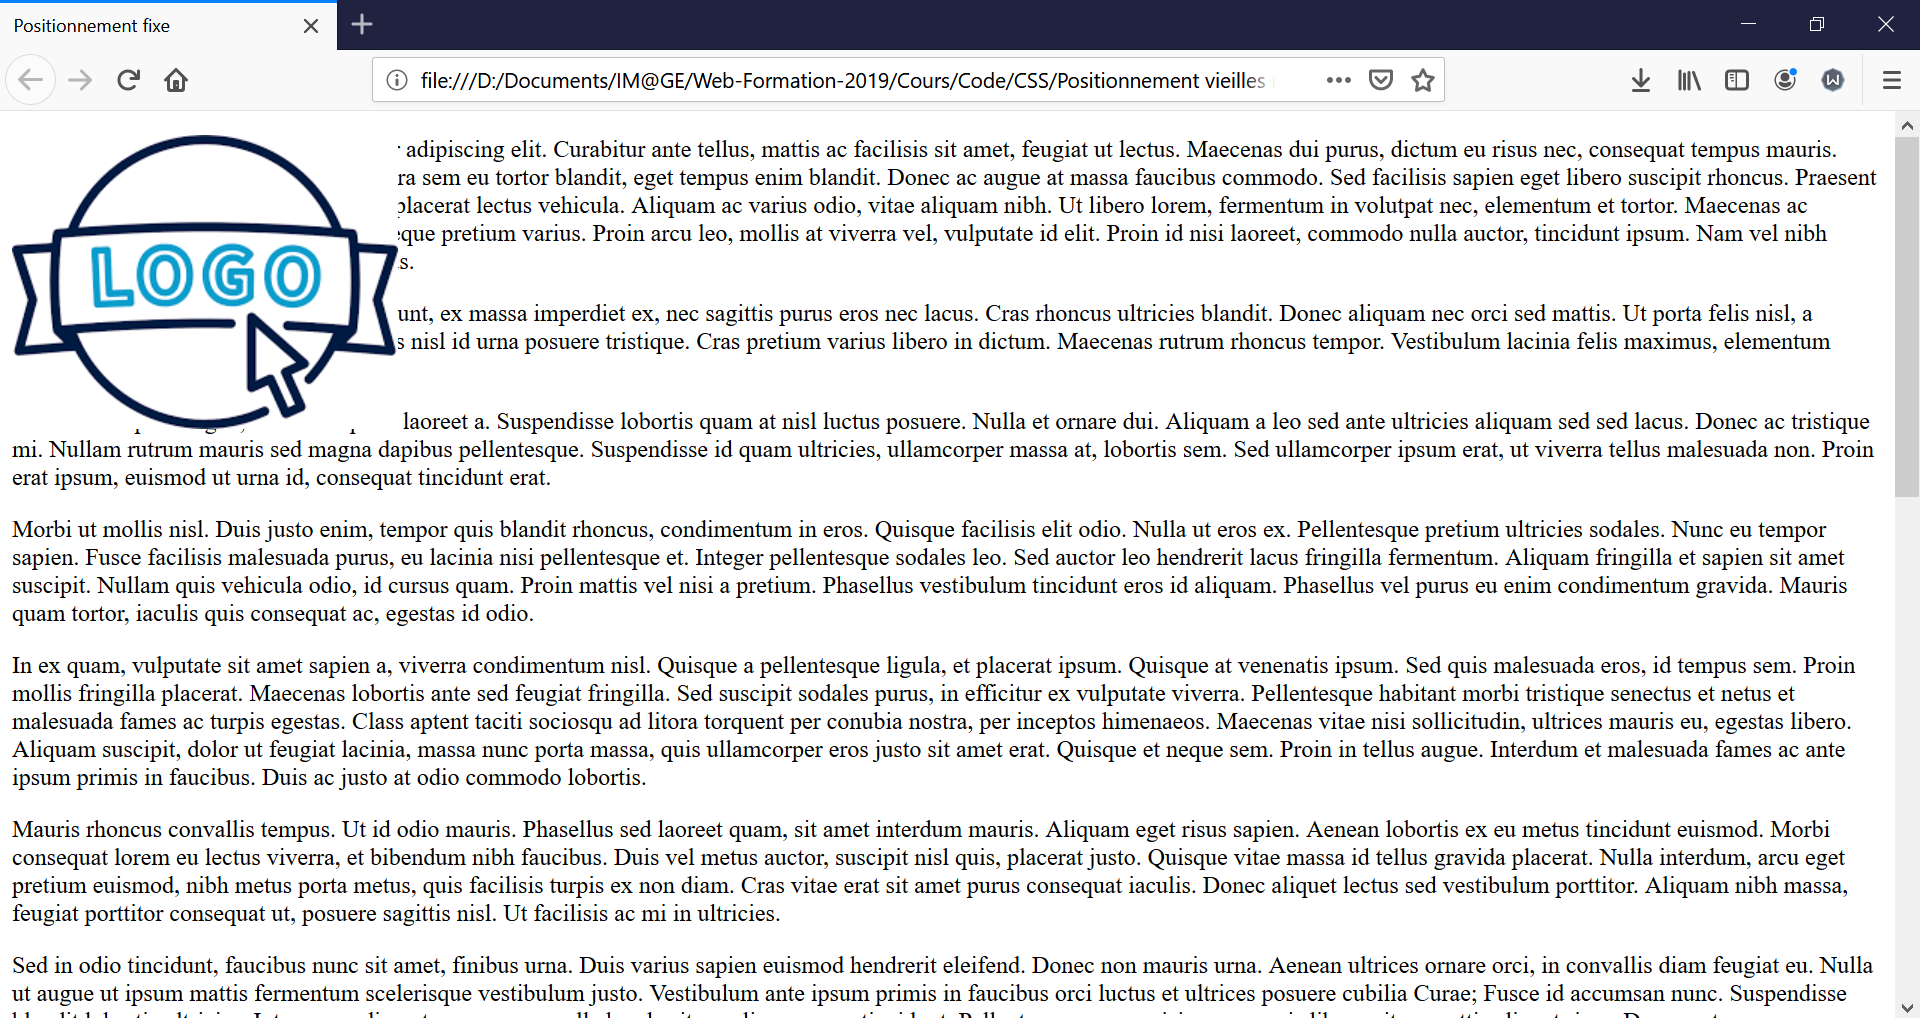 Positionnement fixe
file:///D:/Documents/IM@GE/Web-Formation-2019/Cours/Code/CSS/Positionnement vieilles
LOGO
adipiscing elit. Curabitur ante tellus, mattis ac facilisis sit amet, feugiat ut lectus. Maecenas dui purus, dictum eu risus nec, consequat tempus mauris.
ra sem eu tortor blandit, eget tempus enim blandit. Donec ac augue at massa faucibus commodo. Sed facilisis sapien eget libero suscipit rhoncus. Praesent
placerat lectus vehicula. Aliquam ac varius odio, vitae aliquam nibh. Ut libero lorem, fermentum in volutpat nec, elementum et tortor. Maecenas ac
eque pretium varius. Proin arcu leo, mollis at viverra vel, vulputate id elit. Proin id nisi laoreet, commodo nulla auctor, tincidunt ipsum. Nam vel nibh
s.
unt, ex massa imperdiet ex, nec sagittis purus eros nec lacus. Cras rhoncus ultricies blandit. Donec aliquam nec orci sed mattis. Ut porta felis nisl, a
s nisl id urna posuere tristique. Cras pretium varius libero in dictum. Maecenas rutrum rhoncus tempor. Vestibulum lacinia felis maximus, elementum
laoreet a. Suspendisse lobortis quam at nisl luctus posuere. Nulla et ornare dui. Aliquam a leo sed ante ultricies aliquam sed sed lacus. Donec ac tristique
mi. Nullam rutrum mauris sed magna dapibus pellentesque. Suspendisse id quam ultricies, ullamcorper massa at, lobortis sem. Sed ullamcorper ipsum erat, ut viverra tellus malesuada non. Proin
erat ipsum, euismod ut urna id, consequat tincidunt erat.
Morbi ut mollis nisl. Duis justo enim, tempor quis blandit rhoncus, condimentum in eros. Quisque facilisis elit odio. Nulla ut eros ex. Pellentesque pretium ultricies sodales. Nunc eu tempor
sapien. Fusce facilisis malesuada purus, eu lacinia nisi pellentesque et. Integer pellentesque sodales leo. Sed auctor leo hendrerit lacus fringilla fermentum. Aliquam fringilla et sapien sit amet
suscipit. Nullam quis vehicula odio, id cursus quam. Proin mattis vel nisi a pretium. Phasellus vestibulum tincidunt eros id aliquam. Phasellus vel purus eu enim condimentum gravida. Mauris
quam tortor, iaculis quis consequat ac, egestas id odio.
In ex quam, vulputate sit amet sapien a, viverra condimentum nisl. Quisque a pellentesque ligula, et placerat ipsum. Quisque at venenatis ipsum. Sed quis malesuada eros, id tempus sem. Proin
mollis fringilla placerat. Maecenas lobortis ante sed feugiat fringilla. Sed suscipit sodales purus, in efficitur ex vulputate viverra. Pellentesque habitant morbi tristique senectus et netus et
malesuada fames ac turpis egestas. Class aptent taciti sociosqu ad litora torquent per conubia nostra, per inceptos himenaeos. Maecenas vitae nisi sollicitudin, ultrices mauris eu, egestas libero.
Aliquam suscipit, dolor ut feugiat lacinia, massa nunc porta massa, quis ullamcorper eros justo sit amet erat. Quisque et neque sem. Proin in tellus augue. Interdum et malesuada fames ac ante
ipsum primis in faucibus. Duis ac justo at odio commodo lobortis.
Mauris rhoncus convallis tempus. Ut id odio mauris. Phasellus sed laoreet quam, sit amet interdum mauris. Aliquam eget risus sapien. Aenean lobortis ex eu metus tincidunt euismod. Morbi
consequat lorem eu lectus viverra, et bibendum nibh faucibus. Duis vel metus auctor, suscipit nisl quis, placerat justo. Quisque vitae massa id tellus gravida placerat. Nulla interdum, arcu eget
pretium euismod, nibh metus porta metus, quis facilisis turpis ex non diam. Cras vitae erat sit amet purus consequat iaculis. Donec aliquet lectus sed vestibulum porttitor. Aliquam nibh massa,
feugiat porttitor consequat ut, posuere sagittis nisl. Ut facilisis ac mi in ultricies.
Sed in odio tincidunt, faucibus nunc sit amet, finibus urna. Duis varius sapien euismod hendrerit eleifend. Donec non mauris urna. Aenean ultrices ornare orci, in convallis diam feugiat eu. Nulla
ut augue ut ipsum mattis fermentum scelerisque vestibulum justo. Vestibulum ante ipsum primis in faucibus orci luctus et ultrices posuere cubilia Curae; Fusce id accumsan nunc. Suspendisse